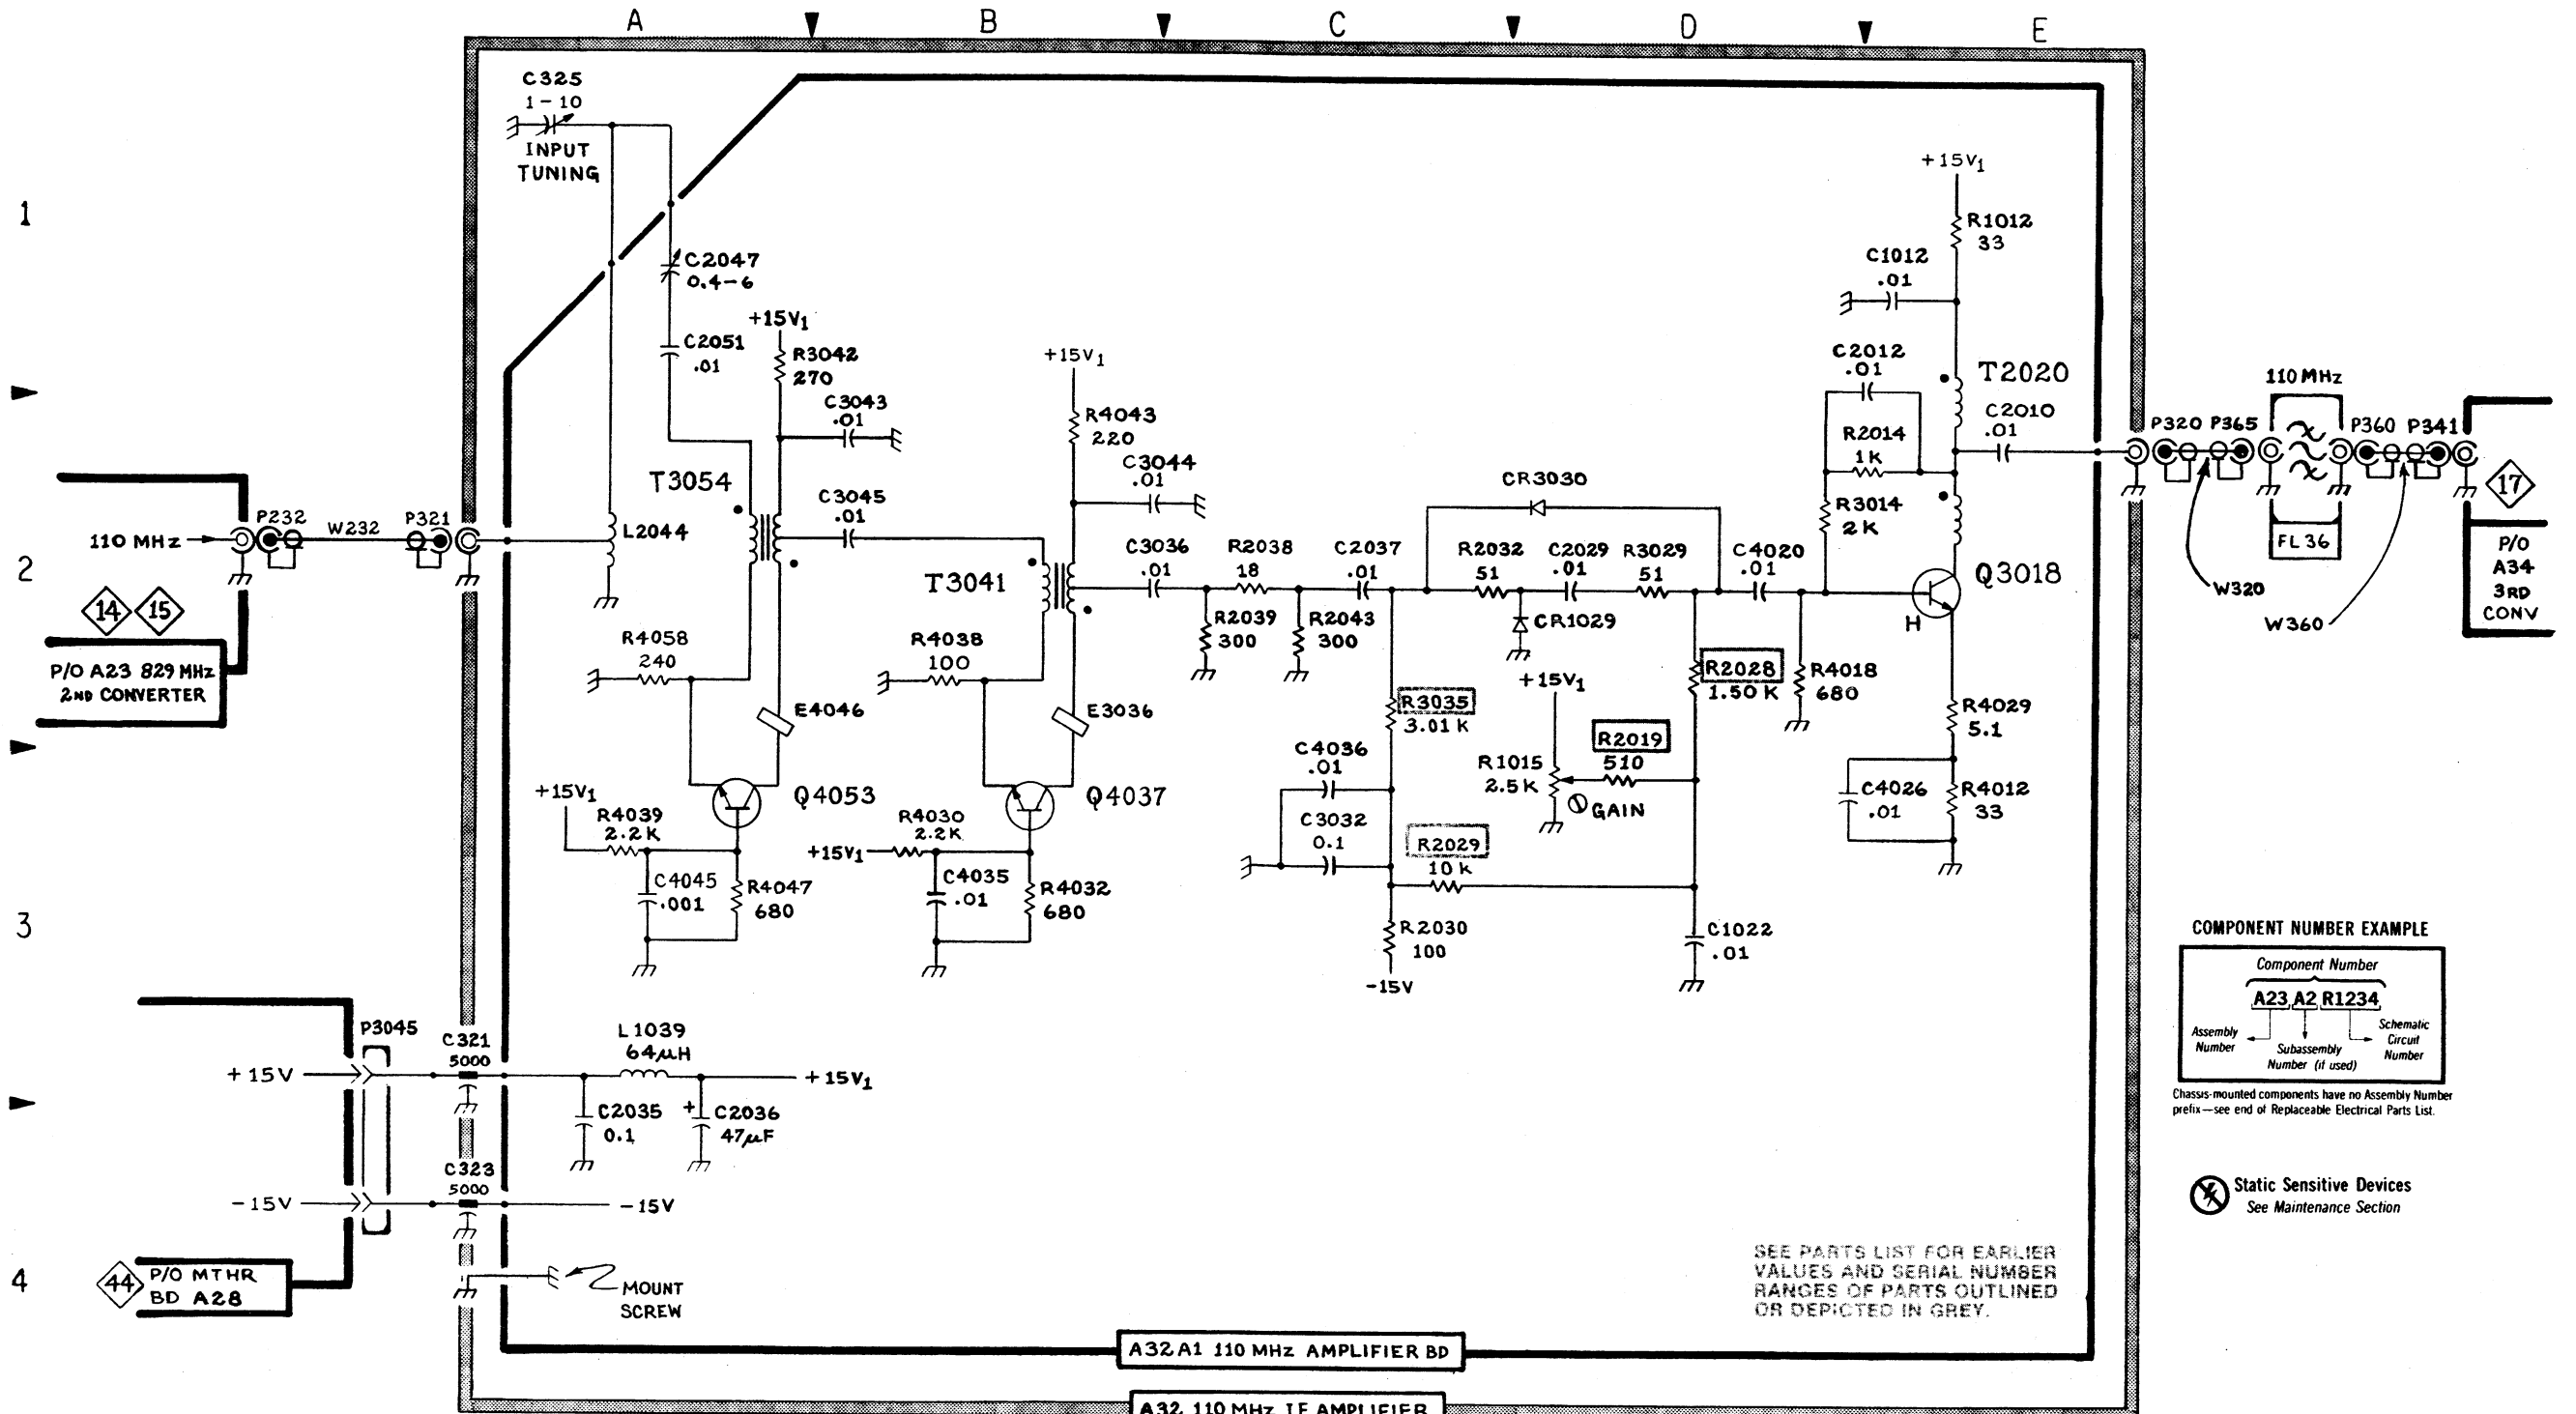 A B C D E
1
2
3
4
C325
1-10
INPUT
TUNING
C2047
0.4-6
C2051
.01
+15V1
R3042
270
C3043
.01
T3054
C3045
.01
L2044
110 MHz
P232
W232
P321
14 15
P/O A23 829 MHz
2ND CONVERTER
R4058
240
E4046
Q4053
+15V1
R4039
2.2K
C4045
.001
R4047
680
+15V1
R4043
220
C3044
.01
T3041
R4038
100
E3036
Q4037
R4030
2.2K
+15V1
C4035
.01
R4032
680
C3036
.01
R2038
18
C2037
.01
R2039
300
R2043
300
CR3030
R2032
51
C2029
.01
R3029
51
C4020
.01
CR1029
R3035
3.01K
C4036
.01
C3032
0.1
R2029
10K
R2030
100
-15V
+15V1
R1015
2.5K
GAIN
R2019
510
R2028
1.50K
C1022
.01
R4018
680
+15V1
R1012
33
C1012
.01
C2012
.01
T2020
R2014
1K
C2010
.01
R3014
2K
Q3018
H
R4029
5.1
C4026
.01
R4012
33
P320 P365
110 MHz
P360 P341
FL36
W320
W360
17
P/O
A34
3RD
CONV
P3045
C321
5000
+15V
L1039
64µH
+15V1
C2035
0.1
+
C2036
47µF
C323
5000
-15V
-15V
44
P/O MTHR
BD A28
MOUNT
SCREW
COMPONENT NUMBER EXAMPLE
Component Number
A23 A2 R1234
Assembly
Number
Subassembly
Number (if used)
Schematic
Circuit
Number
Chassis-mounted components have no Assembly Number
prefix—see end of Replaceable Electrical Parts List.
Static Sensitive Devices
See Maintenance Section
SEE PARTS LIST FOR EARLIER
VALUES AND SERIAL NUMBER
RANGES OF PARTS OUTLINED
OR DEPICTED IN GREY.
A32A1 110 MHz AMPLIFIER BD
A32 110 MHz IF AMPLIFIER